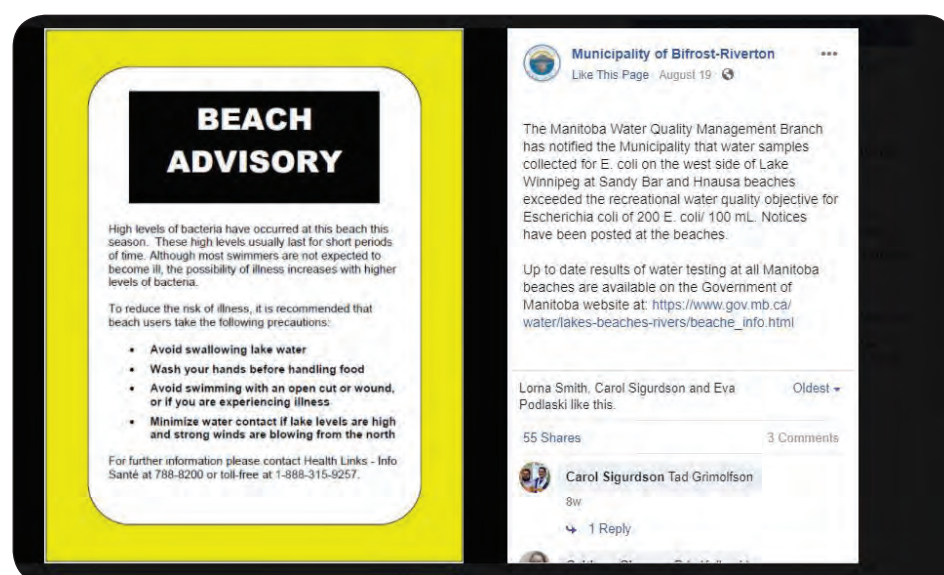 BEACH
ADVISORY
High levels of bacteria have occurred at this beach this
season. These high levels usually last for short periods
of time. Although most swimmers are not expected to
become ill, the possibility of illness increases with higher
levels of bacteria.
To reduce the risk of illness, it is recommended that
beach users take the following precautions:
• Avoid swallowing lake water
• Wash your hands before handling food
• Avoid swimming with an open cut or wound,
or if you are experiencing illness
• Minimize water contact if lake levels are high
and strong winds are blowing from the north
For further information please contact Health Links - Info
Santé at 788-8200 or toll-free at 1-888-315-9257.
Municipality of Bifrost-Riverton
Like This Page · August 19
The Manitoba Water Quality Management Branch
has notified the Municipality that water samples
collected for E. coli on the west side of Lake
Winnipeg at Sandy Bar and Hnausa beaches
exceeded the recreational water quality objective for
Escherichia coli of 200 E. coli/ 100 mL. Notices
have been posted at the beaches.
Up to date results of water testing at all Manitoba
beaches are available on the Government of
Manitoba website at: https://www.gov.mb.ca/
water/lakes-beaches-rivers/beache_info.html
Lorna Smith, Carol Sigurdson and Eva
Podlaski like this.
Oldest
55 Shares
3 Comments
Carol Sigurdson Tad Grimolfson
8w
1 Reply